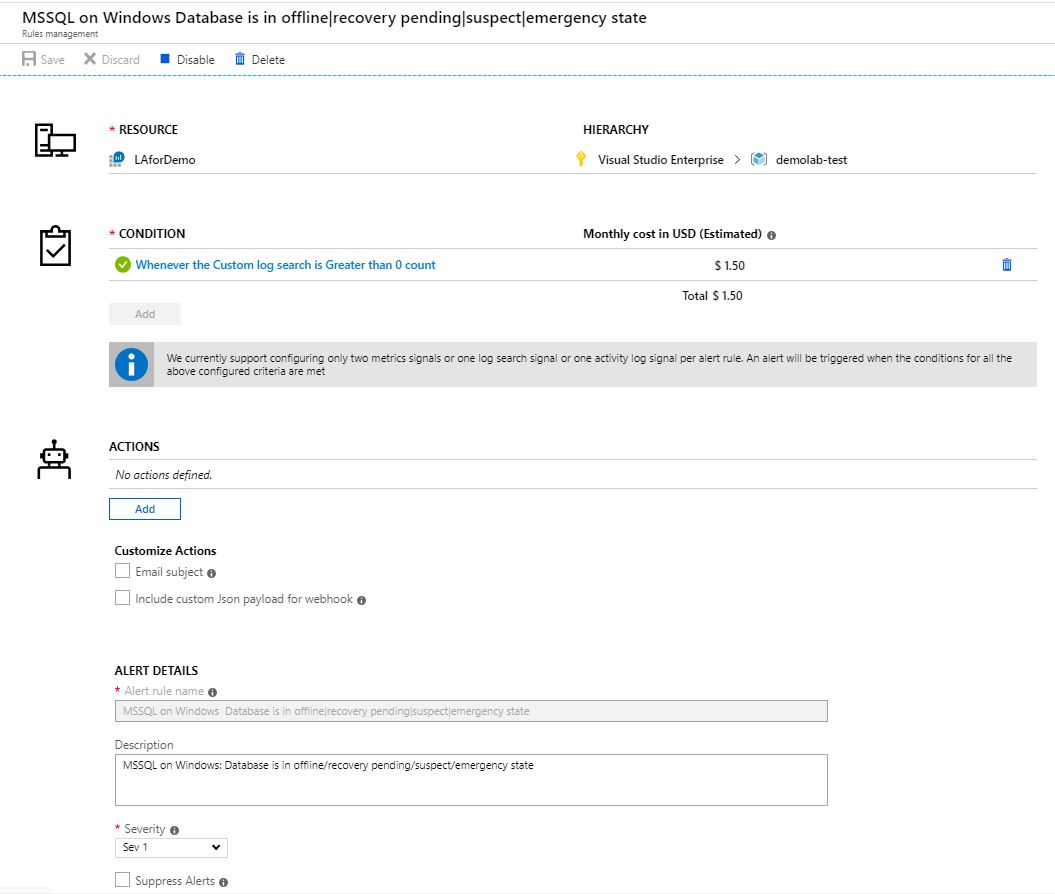 MSSQL on Windows Database is in offline|recovery pending|suspect|emergency state
Rules management
Save Discard Disable Delete
* RESOURCE HIERARCHY
LAforDemo Visual Studio Enterprise > demolab-test
* CONDITION Monthly cost in USD (Estimated)
Whenever the Custom log search is Greater than 0 count $ 1.50
Total $ 1.50
Add
We currently support configuring only two metrics signals or one log search signal or one activity log signal per alert rule. An alert will be triggered when the conditions for all the
above configured criteria are met
ACTIONS
No actions defined.
Add
Customize Actions
Email subject
Include custom Json payload for webhook
ALERT DETAILS
* Alert rule name
MSSQL on Windows  Database is in offline|recovery pending|suspect|emergency state
Description
MSSQL on Windows: Database is in offline/recovery pending/suspect/emergency state
* Severity
Sev 1
Suppress Alerts